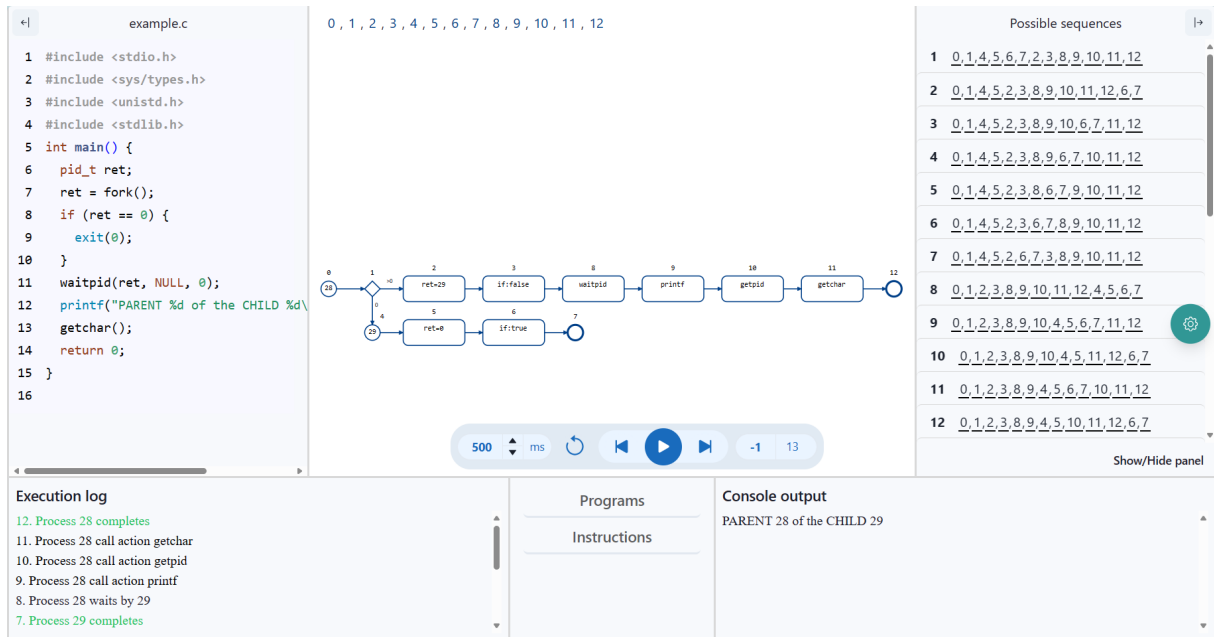 example.c
1 #include <stdio.h>
2 #include <sys/types.h>
3 #include <unistd.h>
4 #include <stdlib.h>
5 int main() {
6 pid_t ret;
7 ret = fork();
8 if (ret == 0) {
9 exit(0);
10 }
11 waitpid(ret, NULL, 0);
12 printf("PARENT %d of the CHILD %d\
13 getchar();
14 return 0;
15 }
16
0 , 1 , 2 , 3 , 4 , 5 , 6 , 7 , 8 , 9 , 10 , 11 , 12
0 1 2 3 8 9 10 11 12
28 >0 ret=29 if:false waitpid printf getpid getchar
0 4 5 6 7
29 ret=0 if:true
500 ms -1 13
Possible sequences
1 0,1,4,5,6,7,2,3,8,9,10,11,12
2 0,1,4,5,2,3,8,9,10,11,12,6,7
3 0,1,4,5,2,3,8,9,10,6,7,11,12
4 0,1,4,5,2,3,8,9,6,7,10,11,12
5 0,1,4,5,2,3,8,6,7,9,10,11,12
6 0,1,4,5,2,3,6,7,8,9,10,11,12
7 0,1,4,5,2,6,7,3,8,9,10,11,12
8 0,1,2,3,8,9,10,11,12,4,5,6,7
9 0,1,2,3,8,9,10,4,5,6,7,11,12
10 0,1,2,3,8,9,10,4,5,11,12,6,7
11 0,1,2,3,8,9,4,5,6,7,10,11,12
12 0,1,2,3,8,9,4,5,10,11,12,6,7
Show/Hide panel
Execution log
12. Process 28 completes
11. Process 28 call action getchar
10. Process 28 call action getpid
9. Process 28 call action printf
8. Process 28 waits by 29
7. Process 29 completes
Programs
Instructions
Console output
PARENT 28 of the CHILD 29